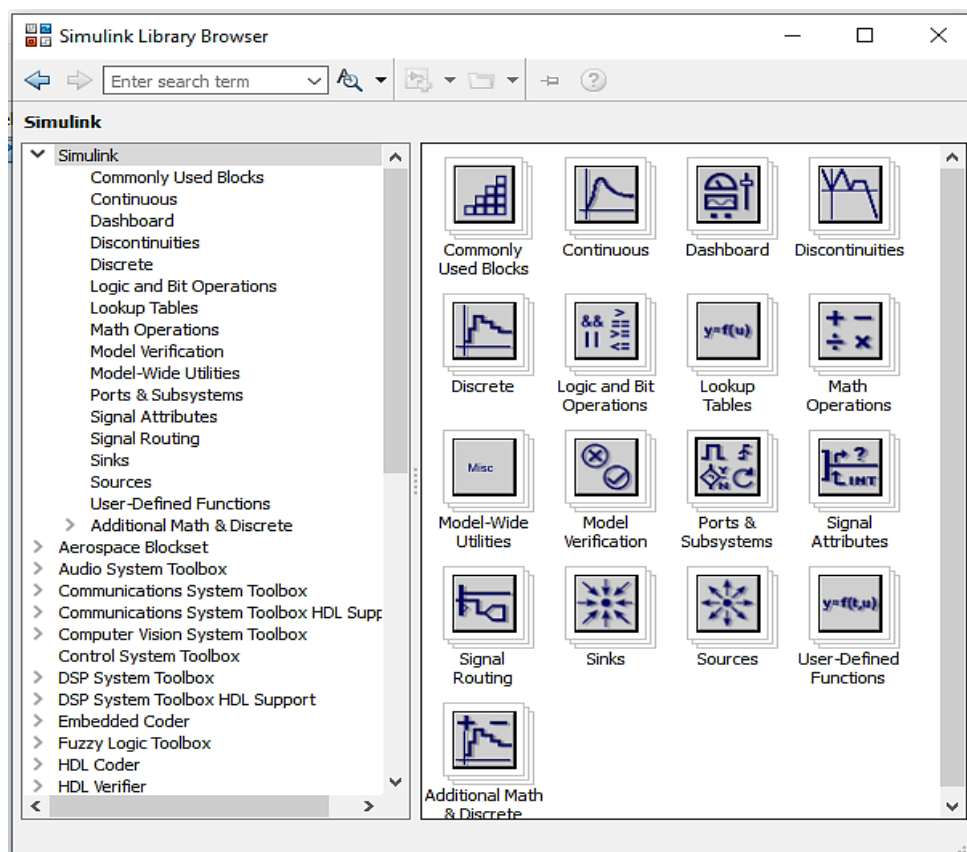 Simulink Library Browser
Enter search term
Simulink
Simulink
Commonly Used Blocks
Continuous
Dashboard
Discontinuities
Discrete
Logic and Bit Operations
Lookup Tables
Math Operations
Model Verification
Model-Wide Utilities
Ports & Subsystems
Signal Attributes
Signal Routing
Sinks
Sources
User-Defined Functions
Additional Math & Discrete
Aerospace Blockset
Audio System Toolbox
Communications System Toolbox
Communications System Toolbox HDL Supp
Computer Vision System Toolbox
Control System Toolbox
DSP System Toolbox
DSP System Toolbox HDL Support
Embedded Coder
Fuzzy Logic Toolbox
HDL Coder
HDL Verifier
Commonly
Used Blocks
Continuous
Dashboard
Discontinuities
Discrete
&& > == >= <=
||
Logic and Bit
Operations
y=f(u)
Lookup
Tables
+ −
÷ ×
Math
Operations
Misc
Model-Wide
Utilities
Model
Verification
Y
N
Ports &
Subsystems
?
INT
Signal
Attributes
Signal
Routing
Sinks
Sources
y=f(t,u)
User-Defined
Functions
+ −
Additional Math
& Discrete